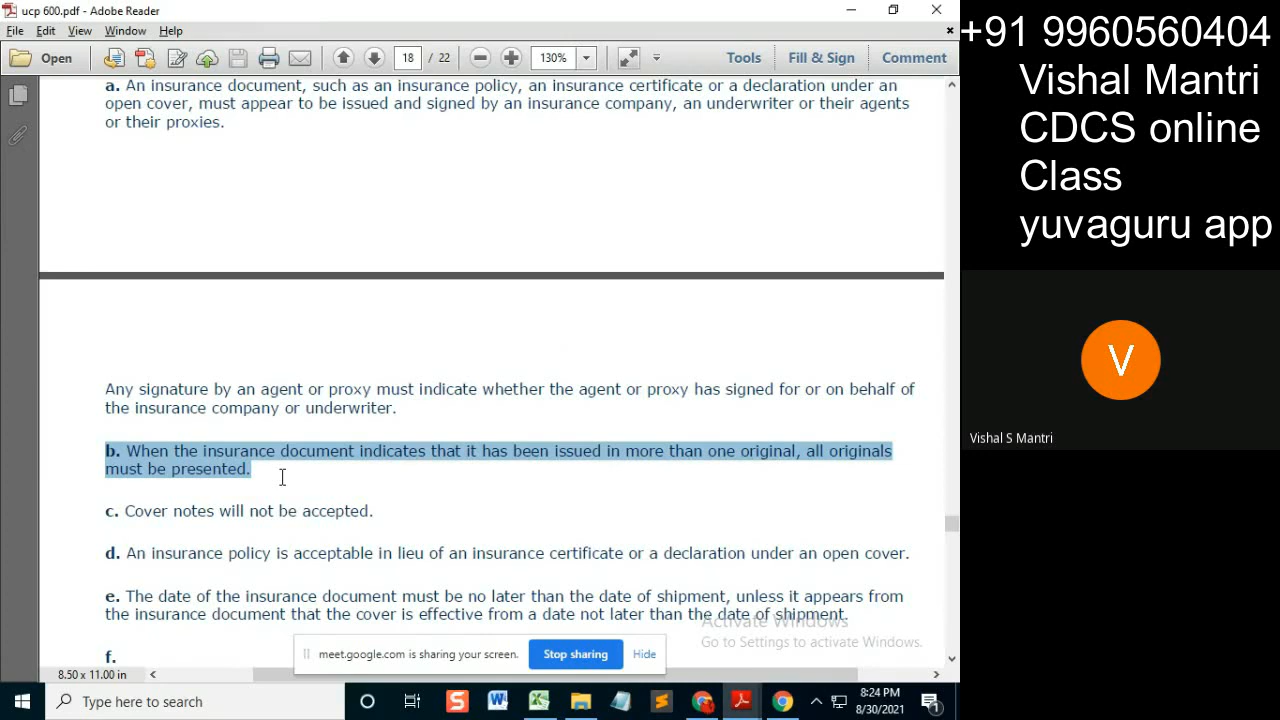 ucp 600.pdf - Adobe Reader
File Edit View Window Help
Open 18 / 22 130% Tools Fill & Sign Comment
a. An insurance document, such as an insurance policy, an insurance certificate or a declaration under an
open cover, must appear to be issued and signed by an insurance company, an underwriter or their agents
or their proxies.
Any signature by an agent or proxy must indicate whether the agent or proxy has signed for or on behalf of
the insurance company or underwriter.
b. When the insurance document indicates that it has been issued in more than one original, all originals
must be presented.
c. Cover notes will not be accepted.
d. An insurance policy is acceptable in lieu of an insurance certificate or a declaration under an open cover.
e. The date of the insurance document must be no later than the date of shipment, unless it appears from
the insurance document that the cover is effective from a date not later than the date of shipment.
Activate Windows
Go to Settings to activate Windows.
f.
meet.google.com is sharing your screen. Stop sharing Hide
8.50 x 11.00 in
Type here to search
8:24 PM
8/30/2021
1
+91 9960560404
Vishal Mantri
CDCS online
Class
yuvaguru app
V
Vishal S Mantri